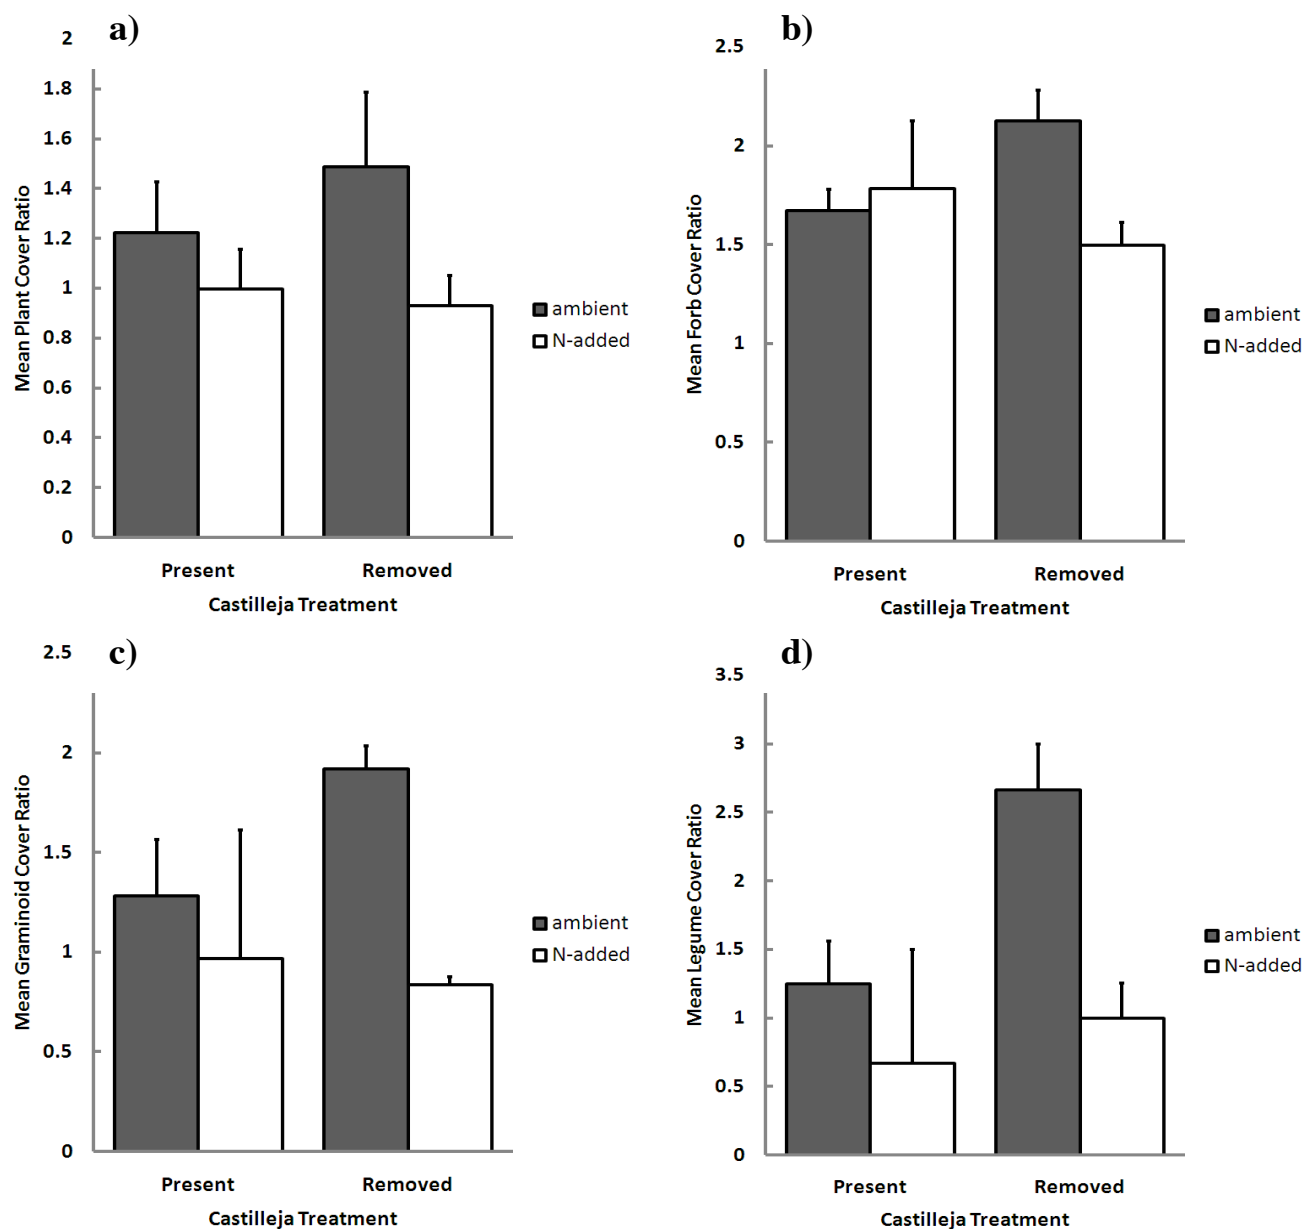 a)
2
1.8
1.6
1.4
1.2
1
0.8
0.6
0.4
0.2
0
Mean Plant Cover Ratio
Present Removed
Castilleja Treatment
ambient
N-added
b)
2.5
2
1.5
1
0.5
0
Mean Forb Cover Ratio
Present Removed
Castilleja Treatment
ambient
N-added
c)
2.5
2
1.5
1
0.5
0
Mean Graminoid Cover Ratio
Present Removed
Castilleja Treatment
ambient
N-added
d)
3.5
3
2.5
2
1.5
1
0.5
0
Mean Legume Cover Ratio
Present Removed
Castilleja Treatment
ambient
N-added